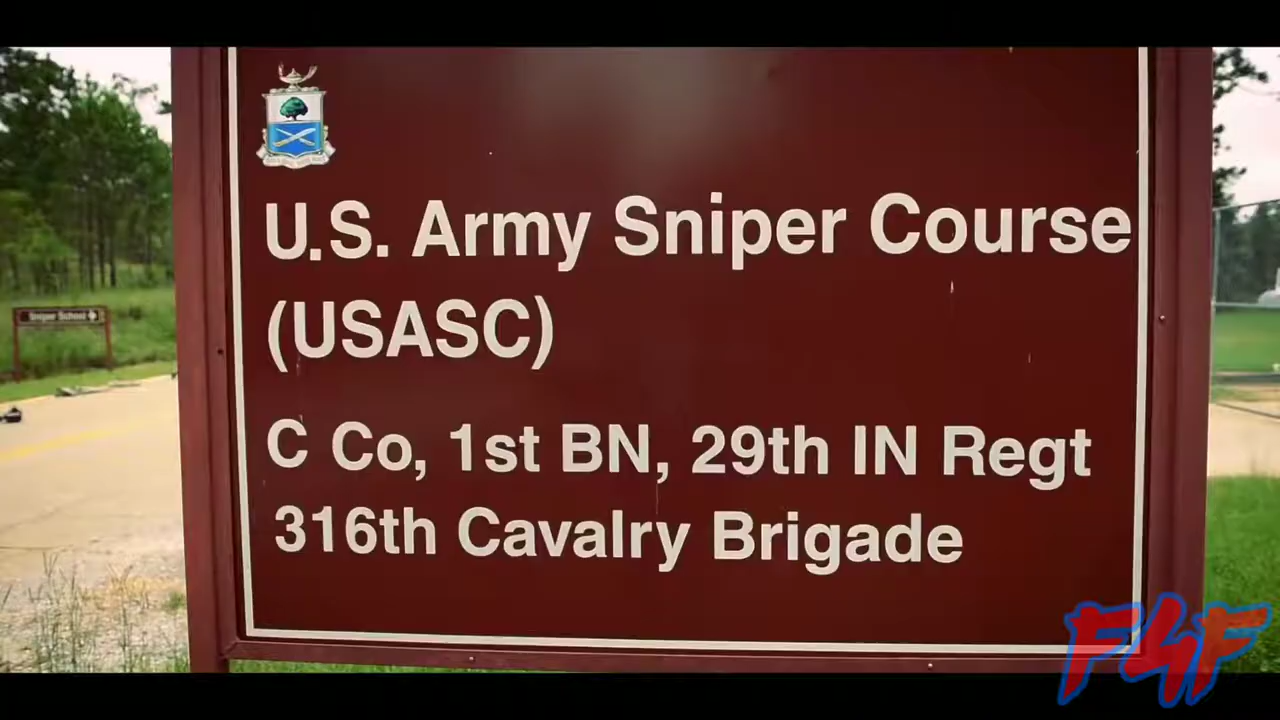 U.S. Army Sniper Course
(USASC)
C Co, 1st BN, 29th IN Regt
316th Cavalry Brigade
Sniper School
F4F